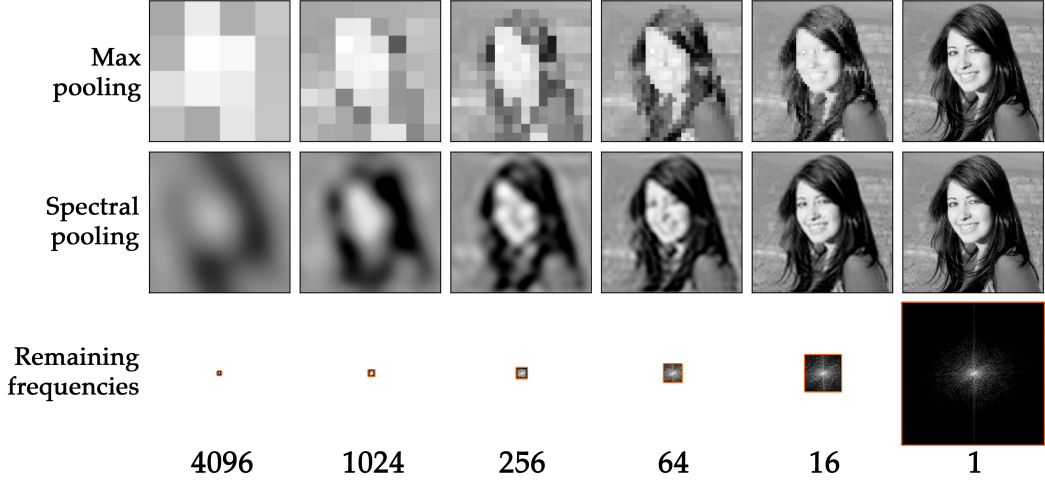 Max
pooling
Spectral
pooling
Remaining
frequencies
4096 1024 256 64 16 1